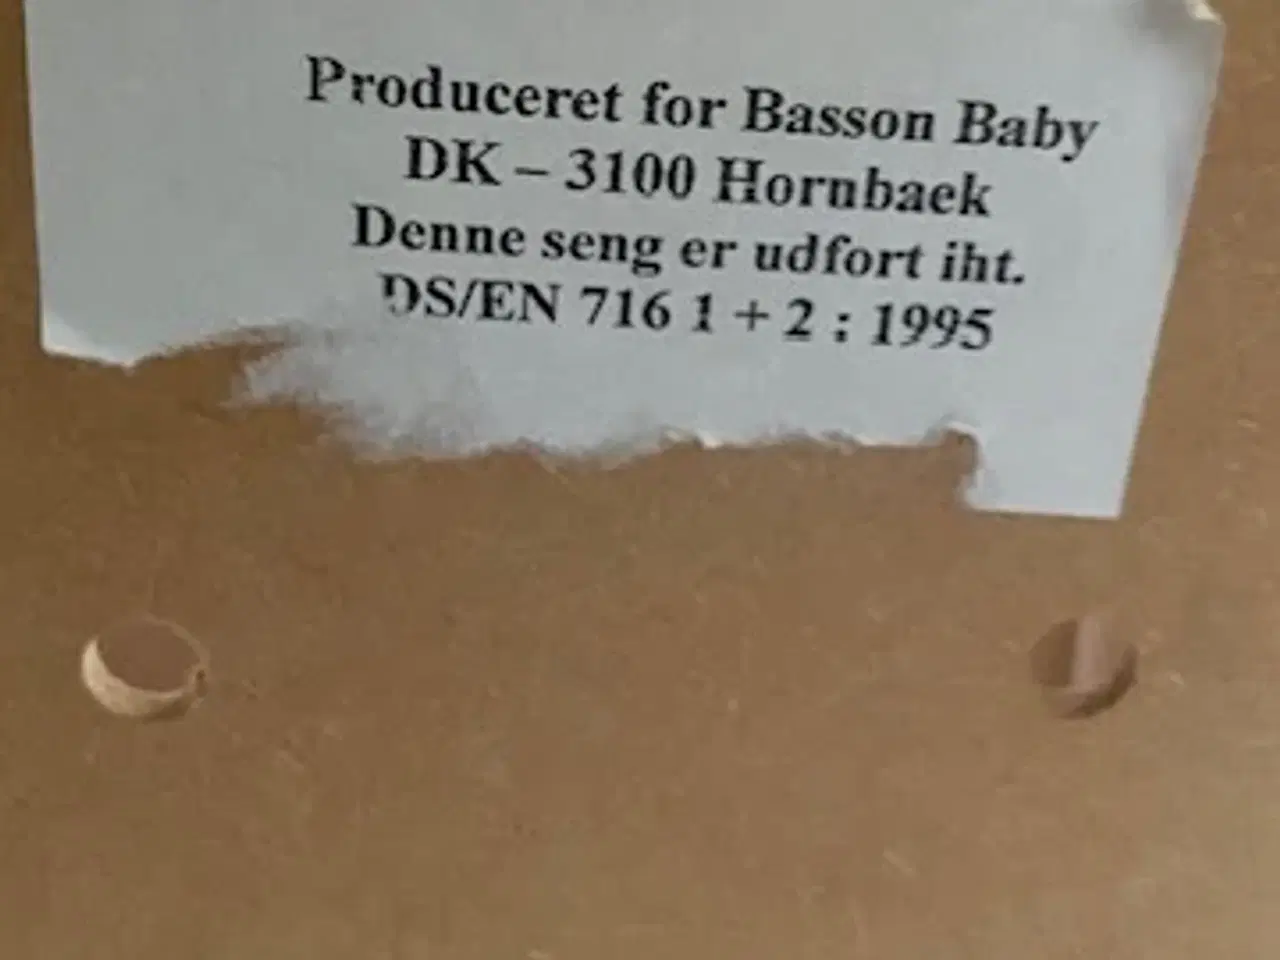 Produceret for Basson Baby
DK – 3100 Hornbaek
Denne seng er udfort iht.
DS/EN 716 1 + 2 : 1995